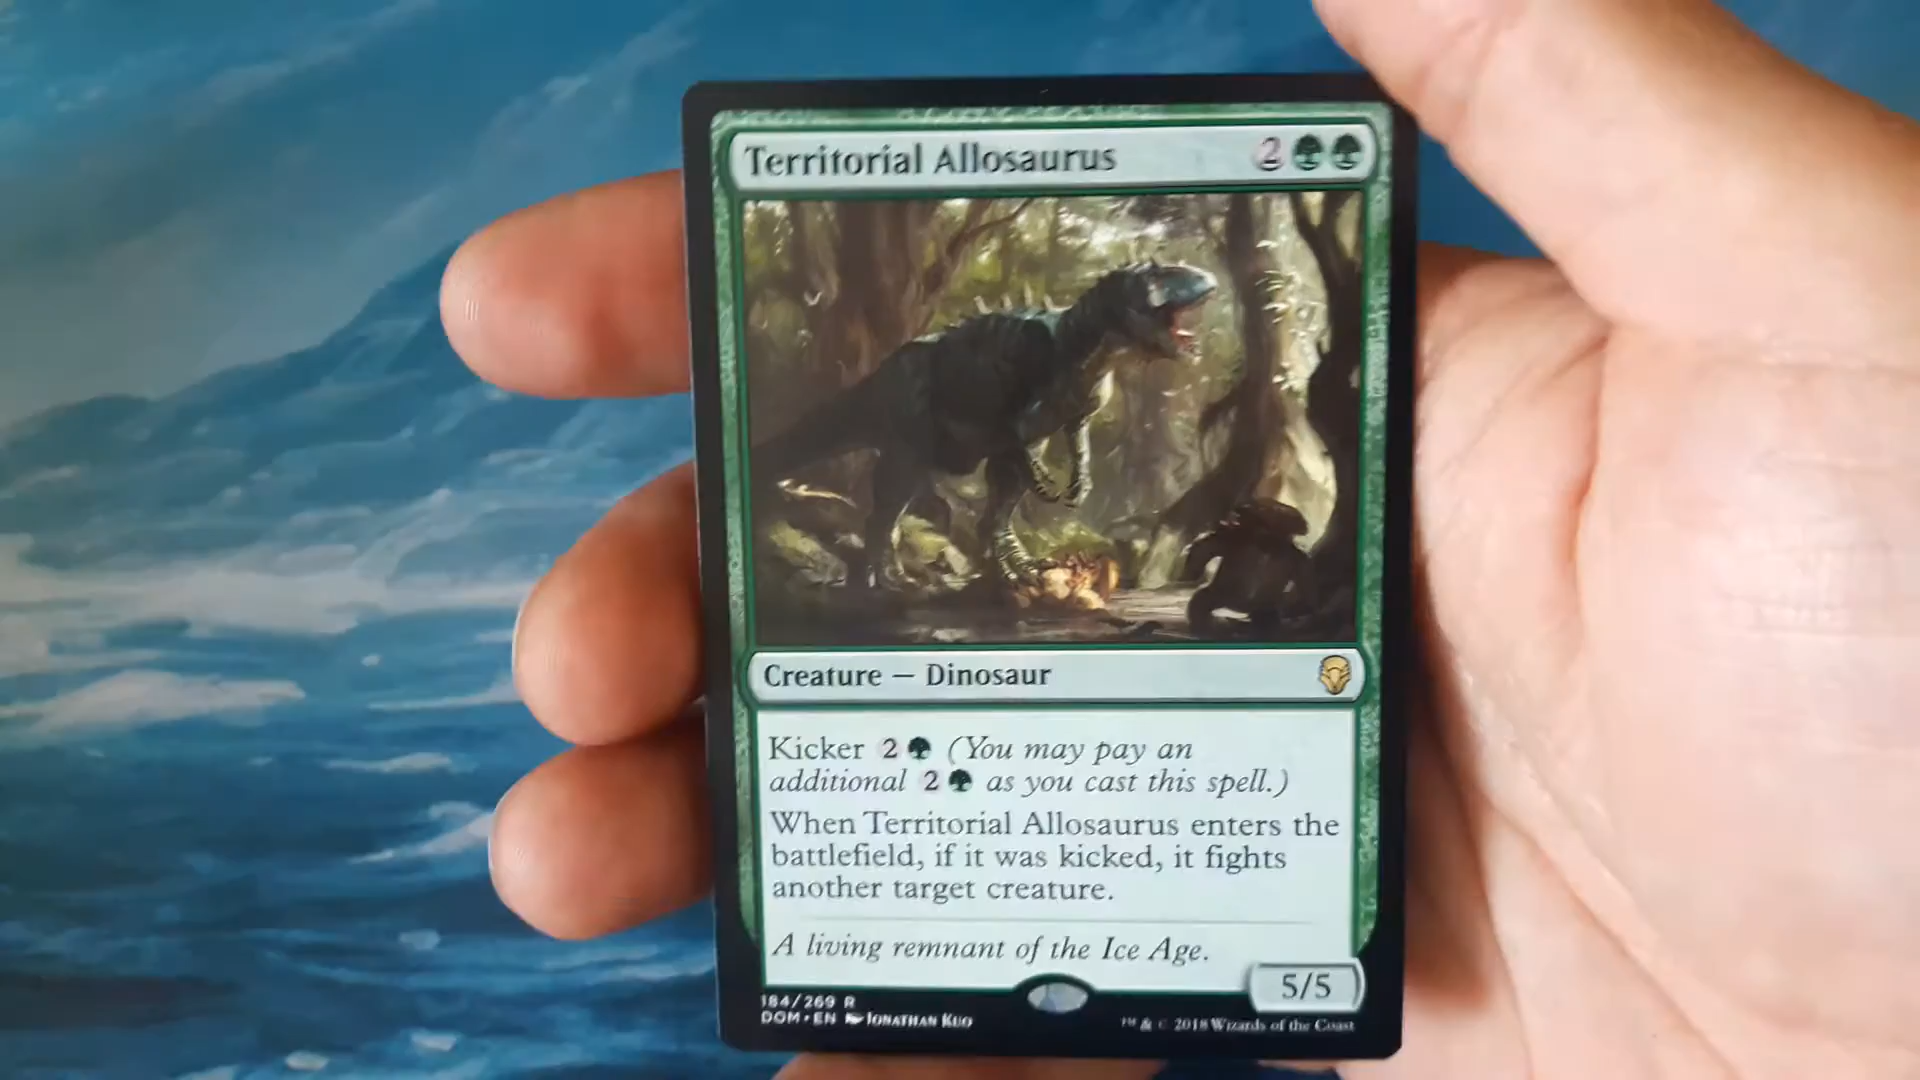 Territorial Allosaurus 2
Creature — Dinosaur
Kicker 2 (You may pay an
additional 2 as you cast this spell.)
When Territorial Allosaurus enters the
battlefield, if it was kicked, it fights
another target creature.
A living remnant of the Ice Age.
5/5
184/269 R
DOM • EN Jonathan Kuo
™ & © 2018 Wizards of the Coast